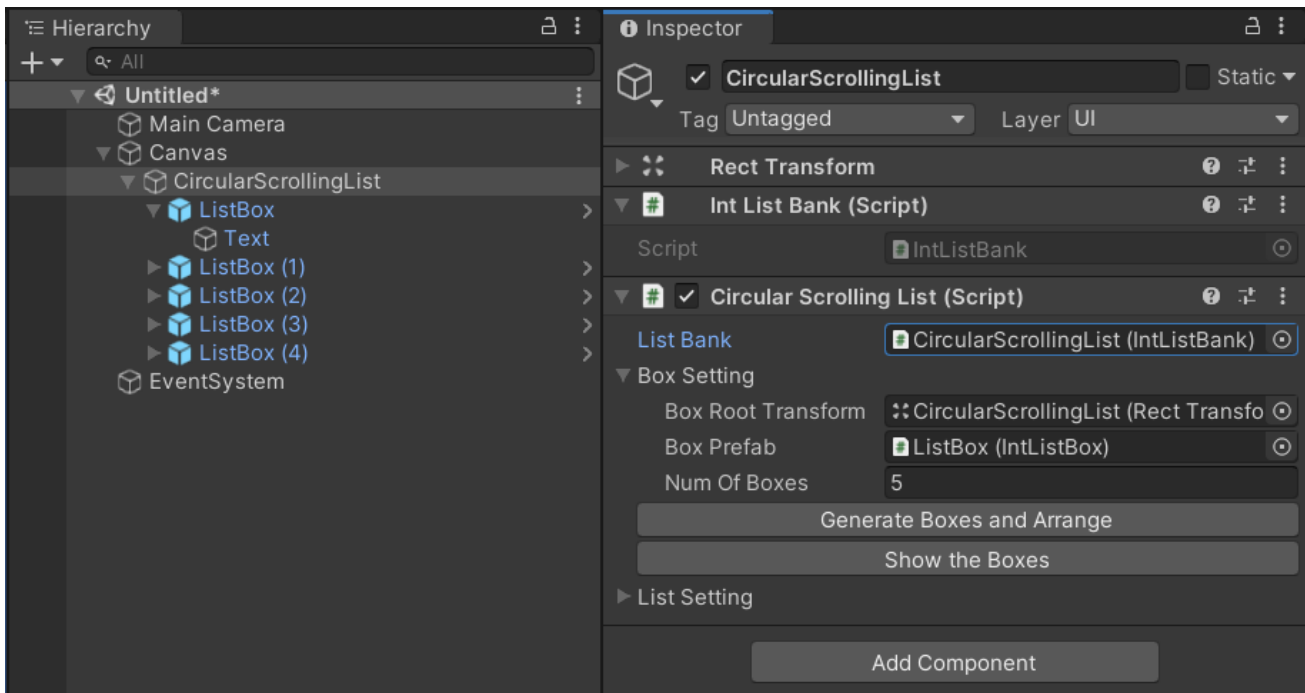 Hierarchy
All
Untitled*
Main Camera
Canvas
CircularScrollingList
ListBox
Text
ListBox (1)
ListBox (2)
ListBox (3)
ListBox (4)
EventSystem
Inspector
CircularScrollingList Static
Tag Untagged Layer UI
Rect Transform
# Int List Bank (Script)
Script # IntListBank
# Circular Scrolling List (Script)
List Bank # CircularScrollingList (IntListBank)
Box Setting
Box Root Transform CircularScrollingList (Rect Transfo
Box Prefab # ListBox (IntListBox)
Num Of Boxes 5
Generate Boxes and Arrange
Show the Boxes
List Setting
Add Component